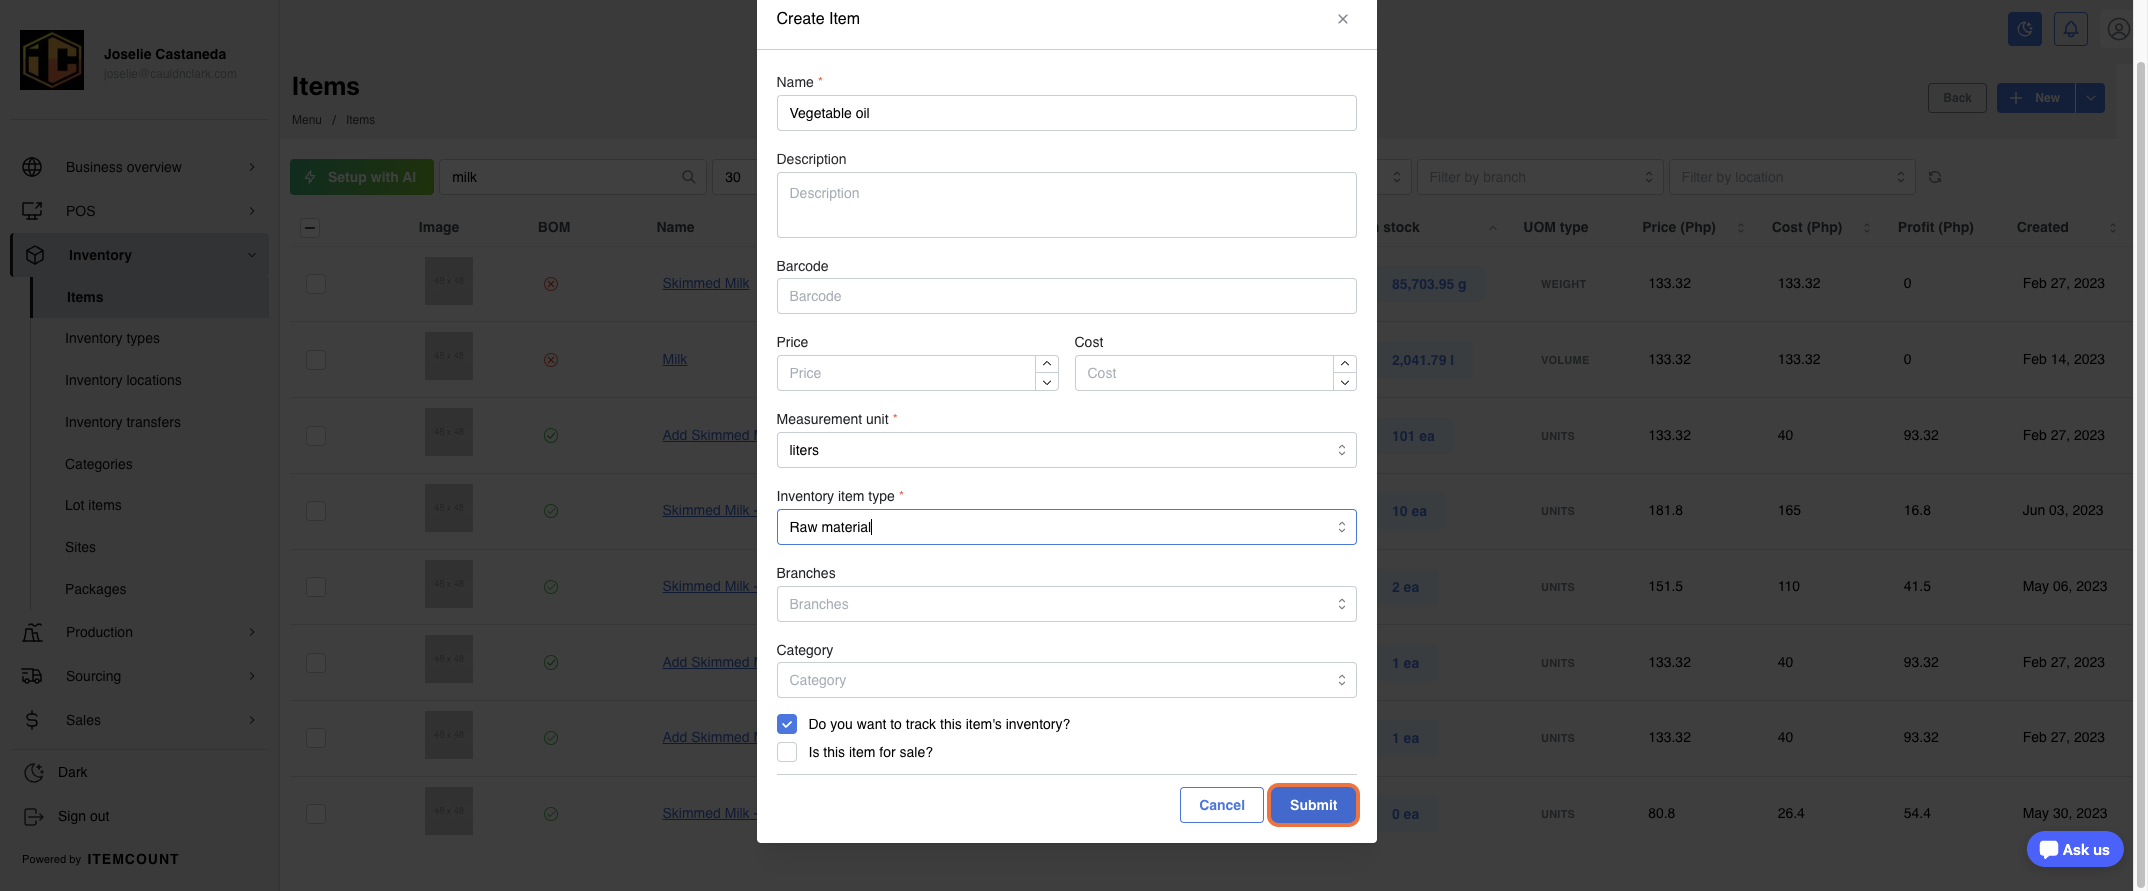 Joselie Castaneda
joselie@cauldnclark.com
Business overview
POS
Inventory
Items
Inventory types
Inventory locations
Inventory transfers
Categories
Lot items
Sites
Packages
Production
Sourcing
Sales
Dark
Sign out
Powered by ITEMCOUNT
Items
Menu / Items
Back
+ New
Setup with AI
milk
30
Filter by branch
Filter by location
Image BOM Name stock UOM type Price (Php) Cost (Php) Profit (Php) Created
48 x 48 Skimmed Milk 85,703.95 g WEIGHT 133.32 133.32 0 Feb 27, 2023
48 x 48 Milk 2,041.79 l VOLUME 133.32 133.32 0 Feb 14, 2023
48 x 48 Add Skimmed M 101 ea UNITS 133.32 40 93.32 Feb 27, 2023
48 x 48 Skimmed Milk - 10 ea UNITS 181.8 165 16.8 Jun 03, 2023
48 x 48 Skimmed Milk - 2 ea UNITS 151.5 110 41.5 May 06, 2023
48 x 48 Add Skimmed M 1 ea UNITS 133.32 40 93.32 Feb 27, 2023
48 x 48 Add Skimmed M 1 ea UNITS 133.32 40 93.32 Feb 27, 2023
48 x 48 Skimmed Milk - 0 ea UNITS 80.8 26.4 54.4 May 30, 2023
Create Item
Name *
Vegetable oil
Description
Description
Barcode
Barcode
Price Cost
Price Cost
Measurement unit *
liters
Inventory item type *
Raw material
Branches
Branches
Category
Category
Do you want to track this item's inventory?
Is this item for sale?
Cancel Submit
Ask us